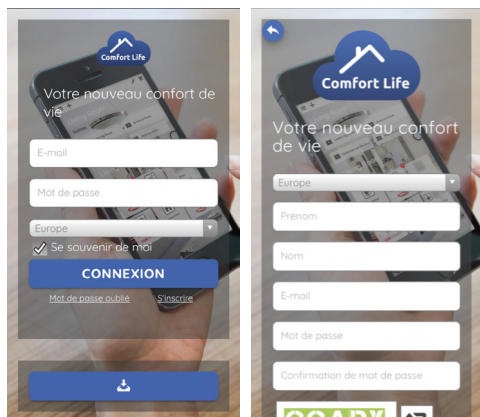 Comfort Life
Votre nouveau confort de
vie
E-mail
Mot de passe
Europe
Se souvenir de moi
CONNEXION
Mot de passe oublié S'inscrire
Comfort Life
Votre nouveau confort
de vie
Europe
Prénom
Nom
E-mail
Mot de passe
Confirmation de mot de passe